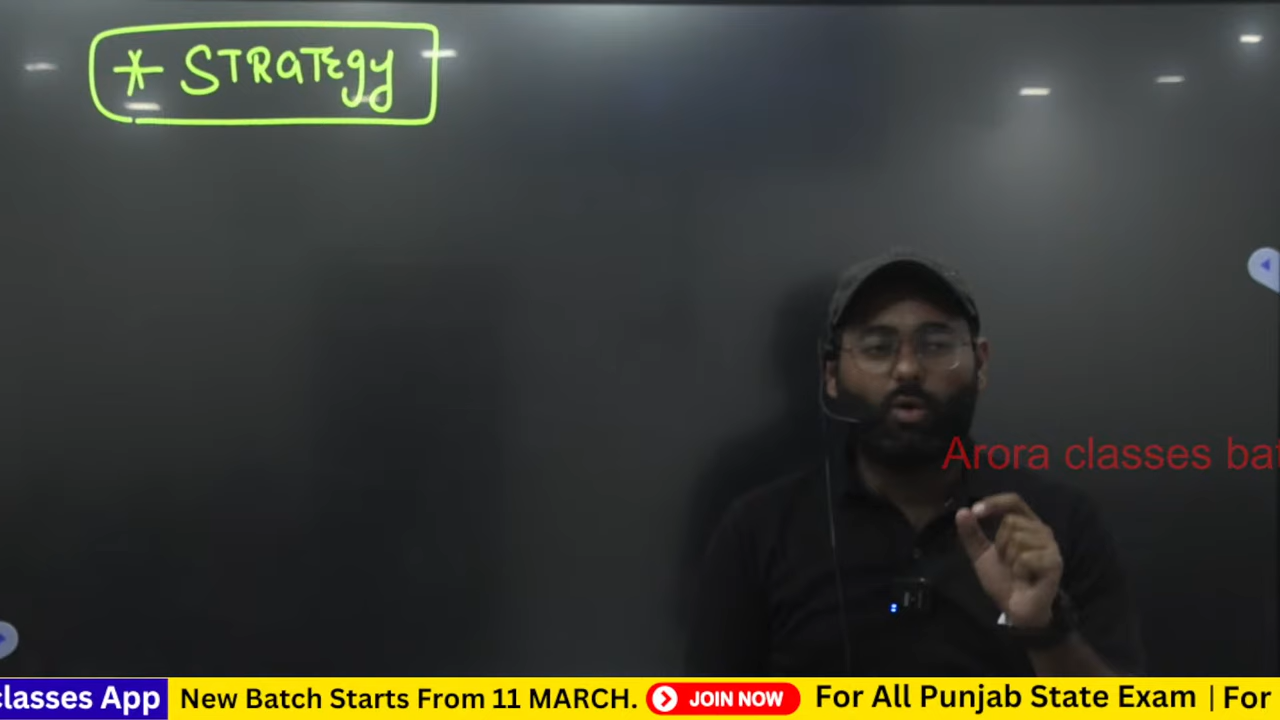 * STRATEgy
Arora classes bat
classes App New Batch Starts From 11 MARCH. JOIN NOW For All Punjab State Exam | For